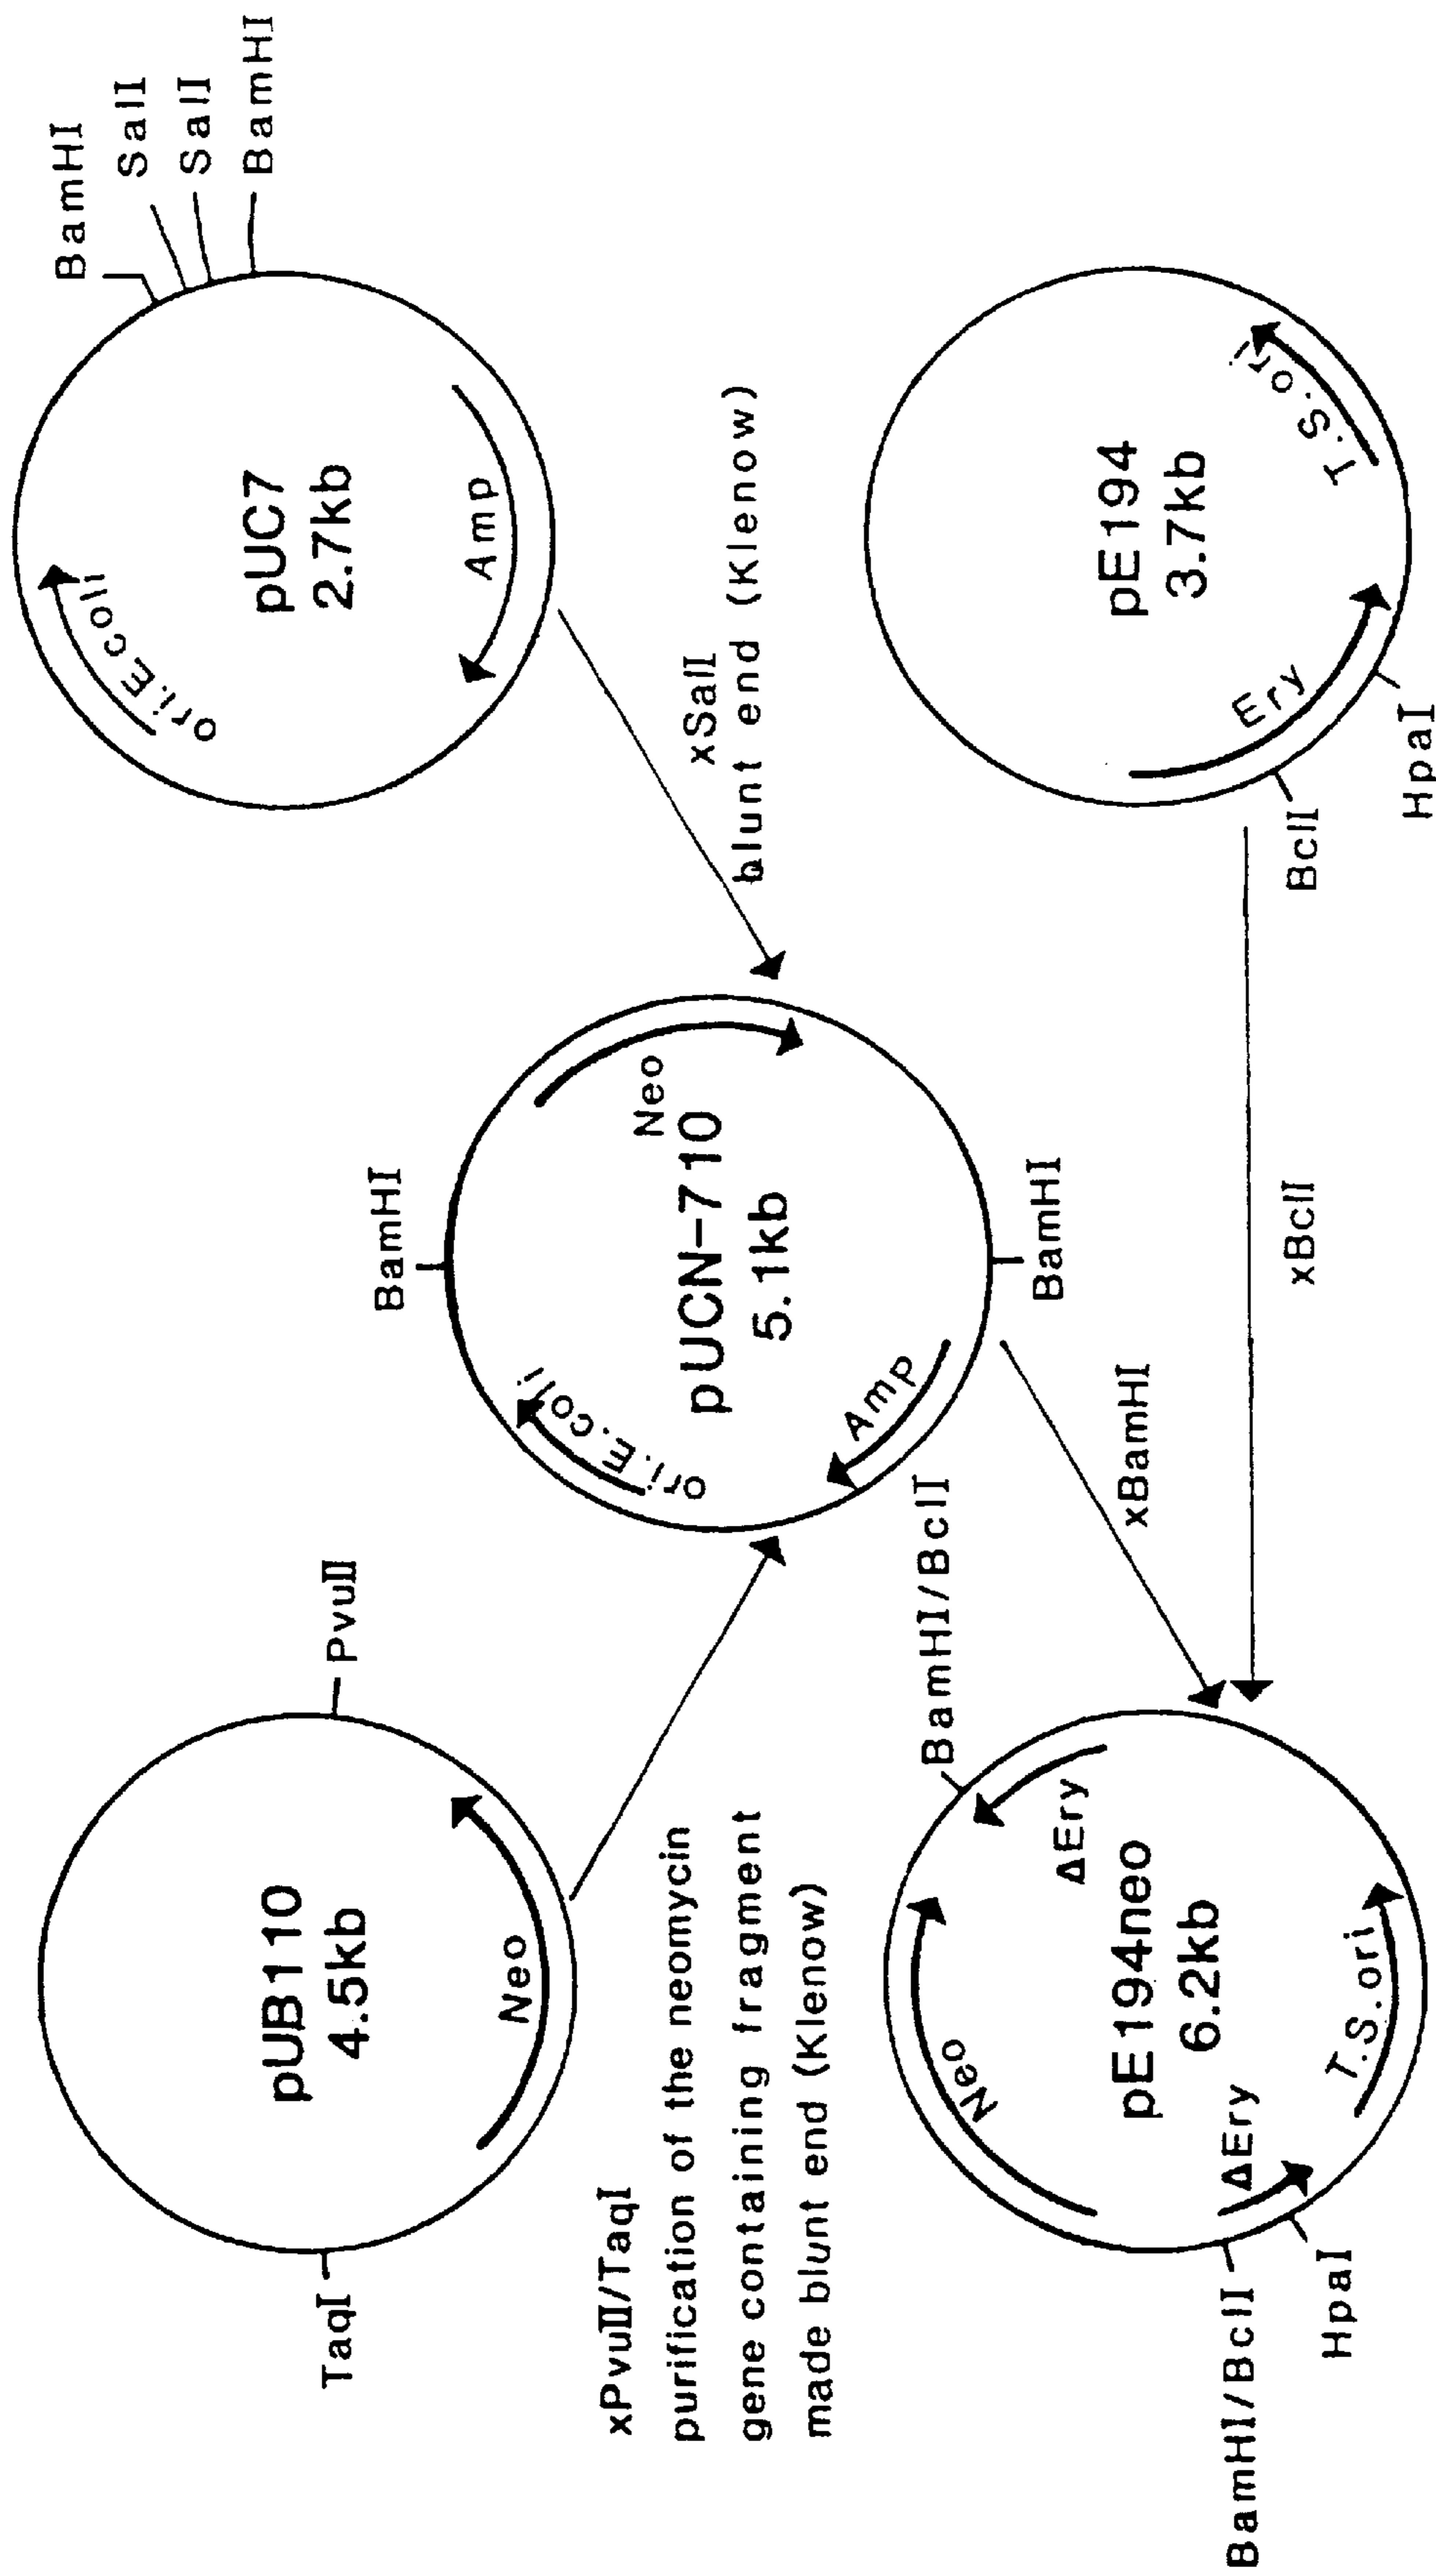 TaqI
pUB110
4.5kb
Neo
PvuII
xPvuII/TaqI
purification of the neomycin
gene containing fragment
made blunt end (Klenow)
BamHI
ori.E.coli
Neo
pUCN-710
5.1kb
Amp
BamHI
ori.E.coli
pUC7
2.7kb
Amp
BamHI
SalI
SalI
BamHI
xSalI
blunt end (Klenow)
BamHI/BclI
Neo
ΔEry
pE194neo
6.2kb
ΔEry
T.S.ori
BamHI/BclI
HpaI
xBamHI
xBclI
pE194
3.7kb
Ery
T.S.ori
BclI
HpaI